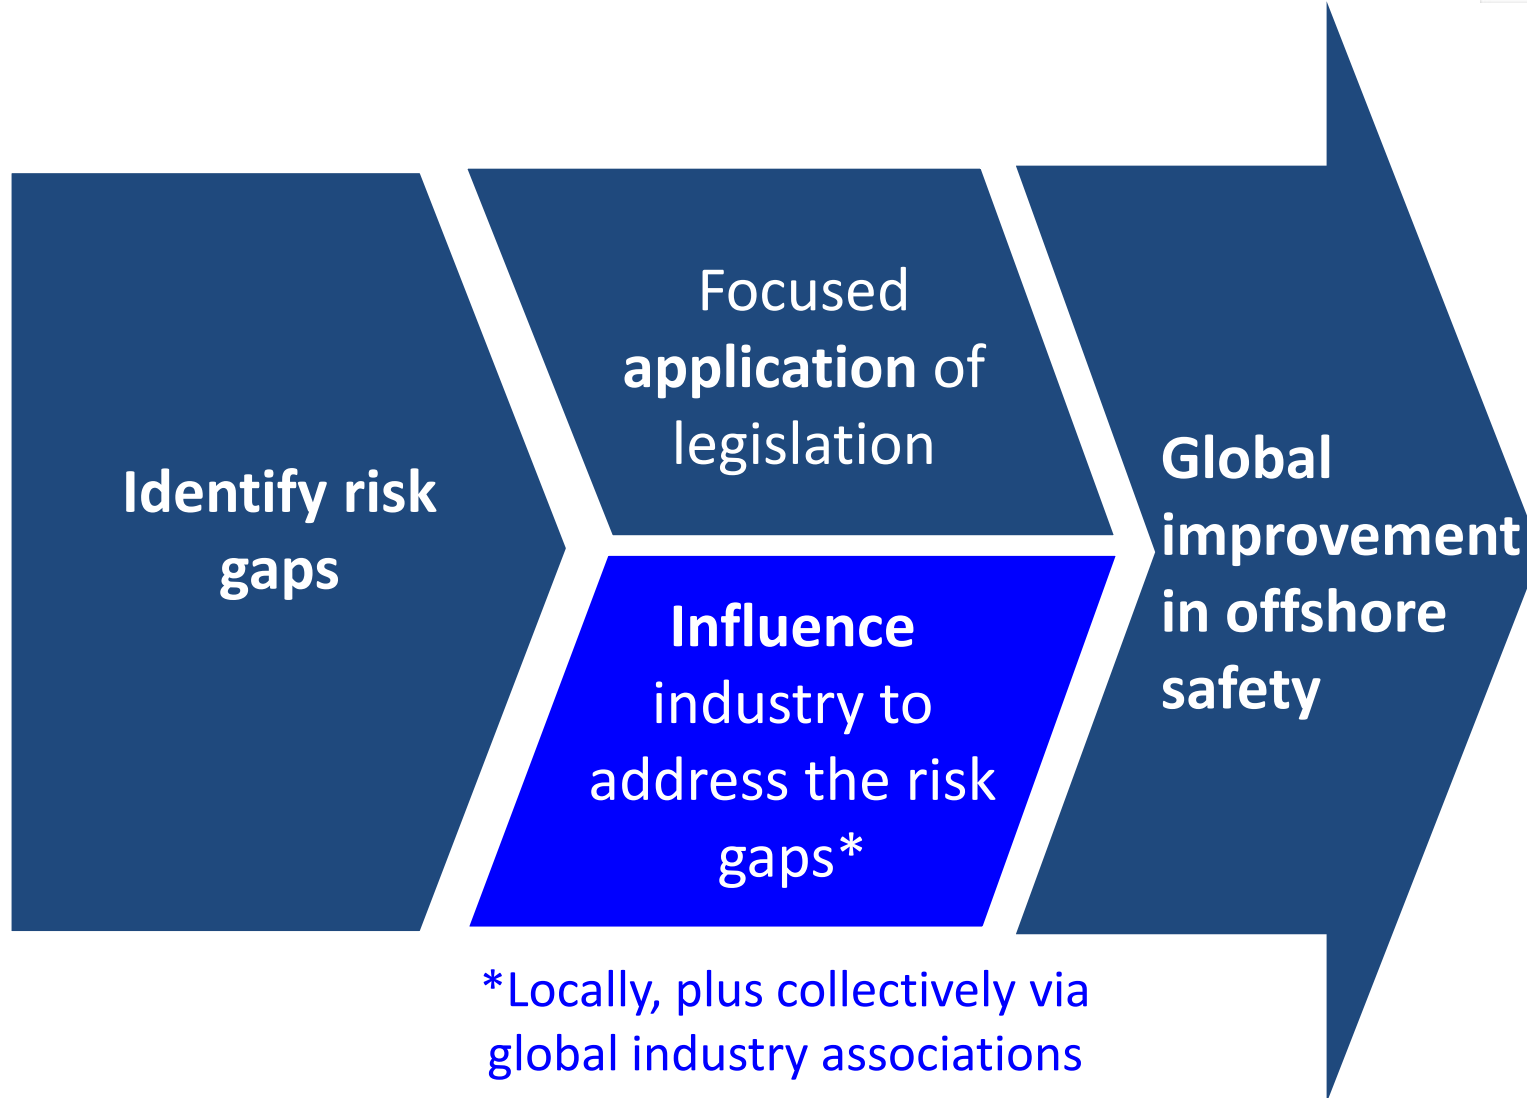 Identify risk
gaps
Focused
application of
legislation
Influence
industry to
address the risk
gaps*
*Locally, plus collectively via
global industry associations
Global
improvement
in offshore
safety